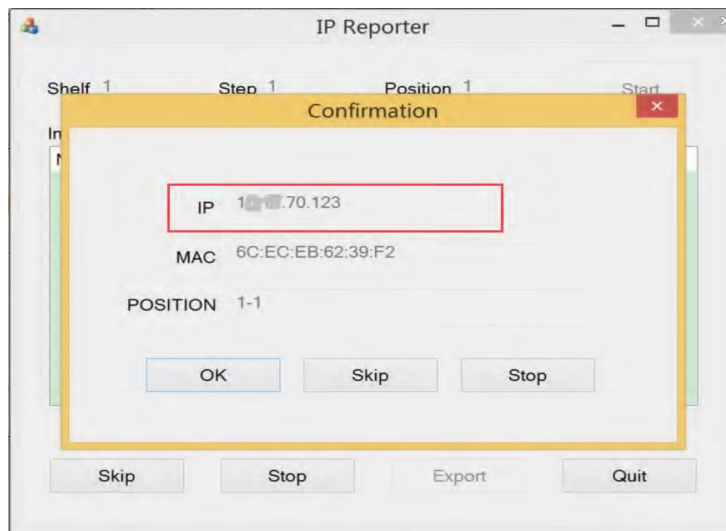 IP Reporter
Shelf 1 Step 1 Position 1 Start
Confirmation
IP .70.123
MAC 6C:EC:EB:62:39:F2
POSITION 1-1
OK Skip Stop
Skip Stop Export Quit